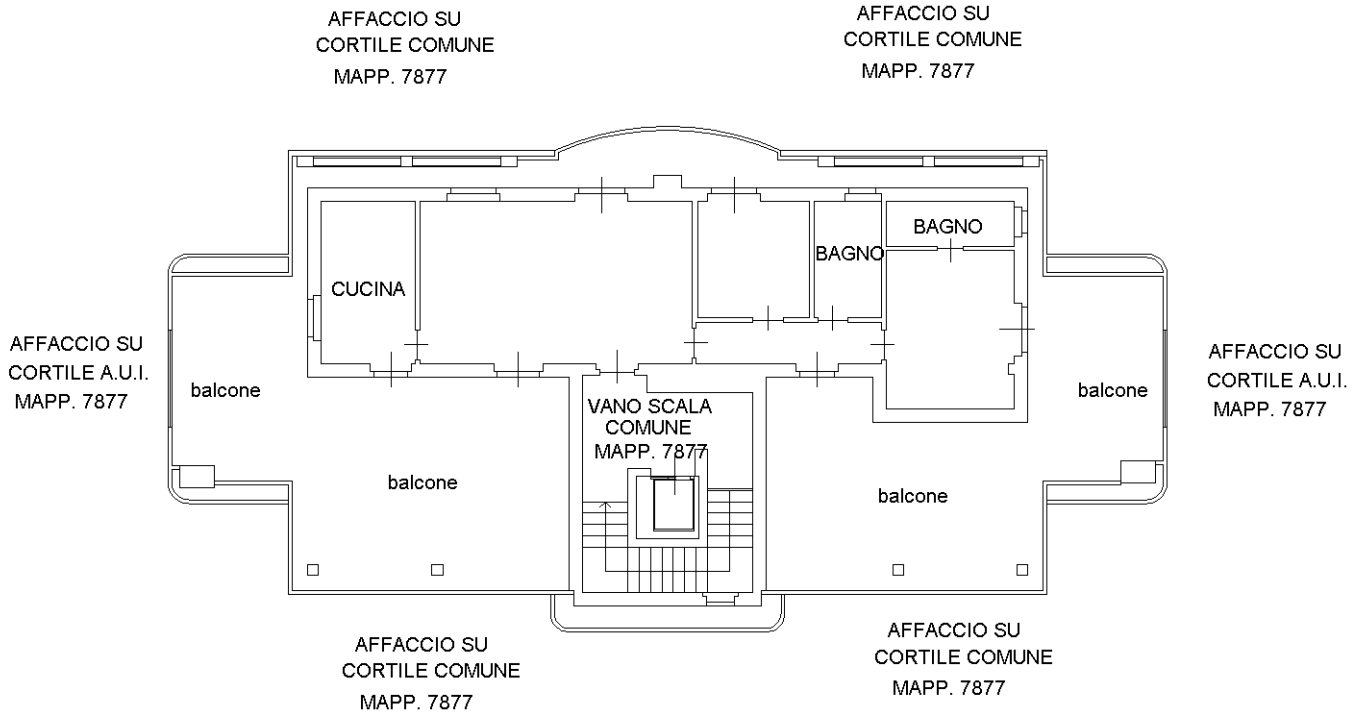 AFFACCIO SU
CORTILE COMUNE
MAPP. 7877
AFFACCIO SU
CORTILE COMUNE
MAPP. 7877
BAGNO
BAGNO
CUCINA
AFFACCIO SU
CORTILE A.U.I.
MAPP. 7877
balcone
VANO SCALA
COMUNE
MAPP. 7877
balcone
AFFACCIO SU
CORTILE A.U.I.
MAPP. 7877
balcone
balcone
AFFACCIO SU
CORTILE COMUNE
MAPP. 7877
AFFACCIO SU
CORTILE COMUNE
MAPP. 7877